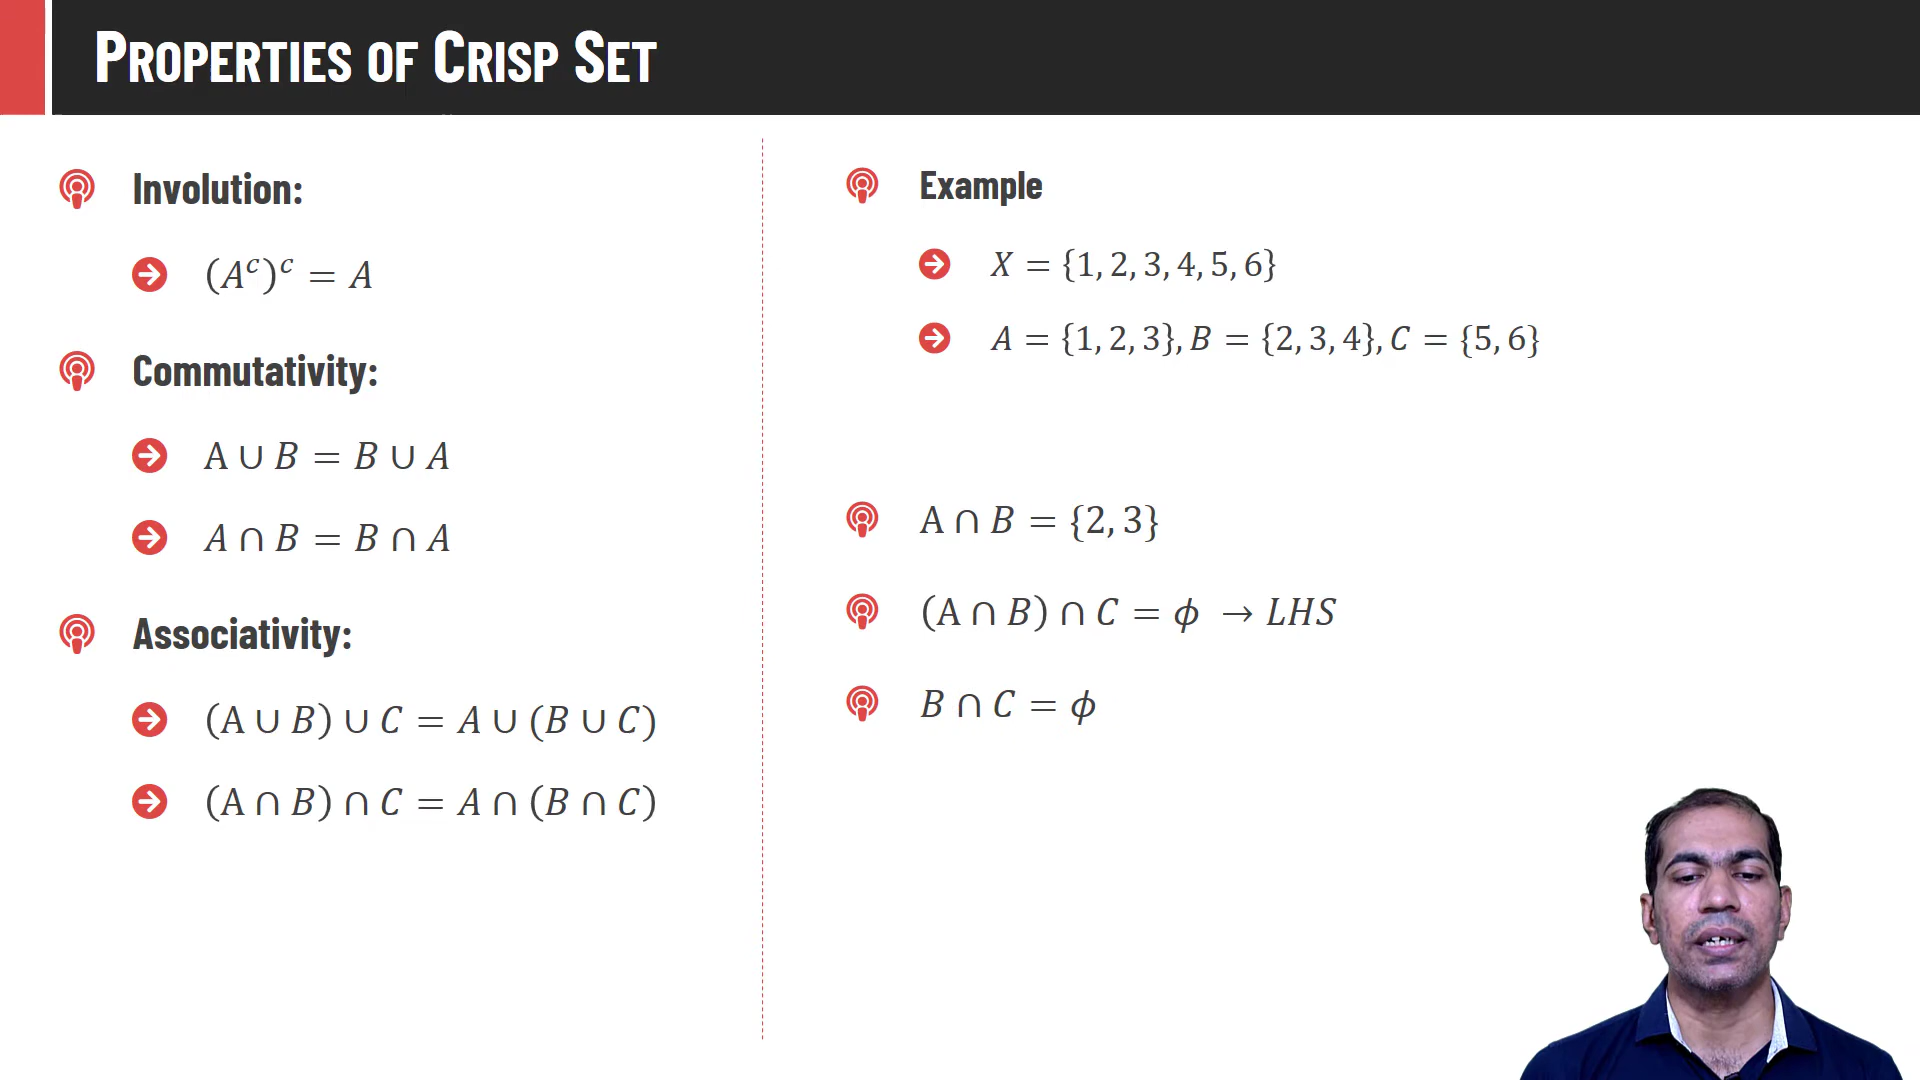 PROPERTIES OF CRISP SET
Involution:
(Aᶜ)ᶜ = A
Commutativity:
A ∪ B = B ∪ A
A ∩ B = B ∩ A
Associativity:
(A ∪ B) ∪ C = A ∪ (B ∪ C)
(A ∩ B) ∩ C = A ∩ (B ∩ C)
Example
X = {1, 2, 3, 4, 5, 6}
A = {1, 2, 3}, B = {2, 3, 4}, C = {5, 6}
A ∩ B = {2, 3}
(A ∩ B) ∩ C = ϕ → LHS
B ∩ C = ϕ